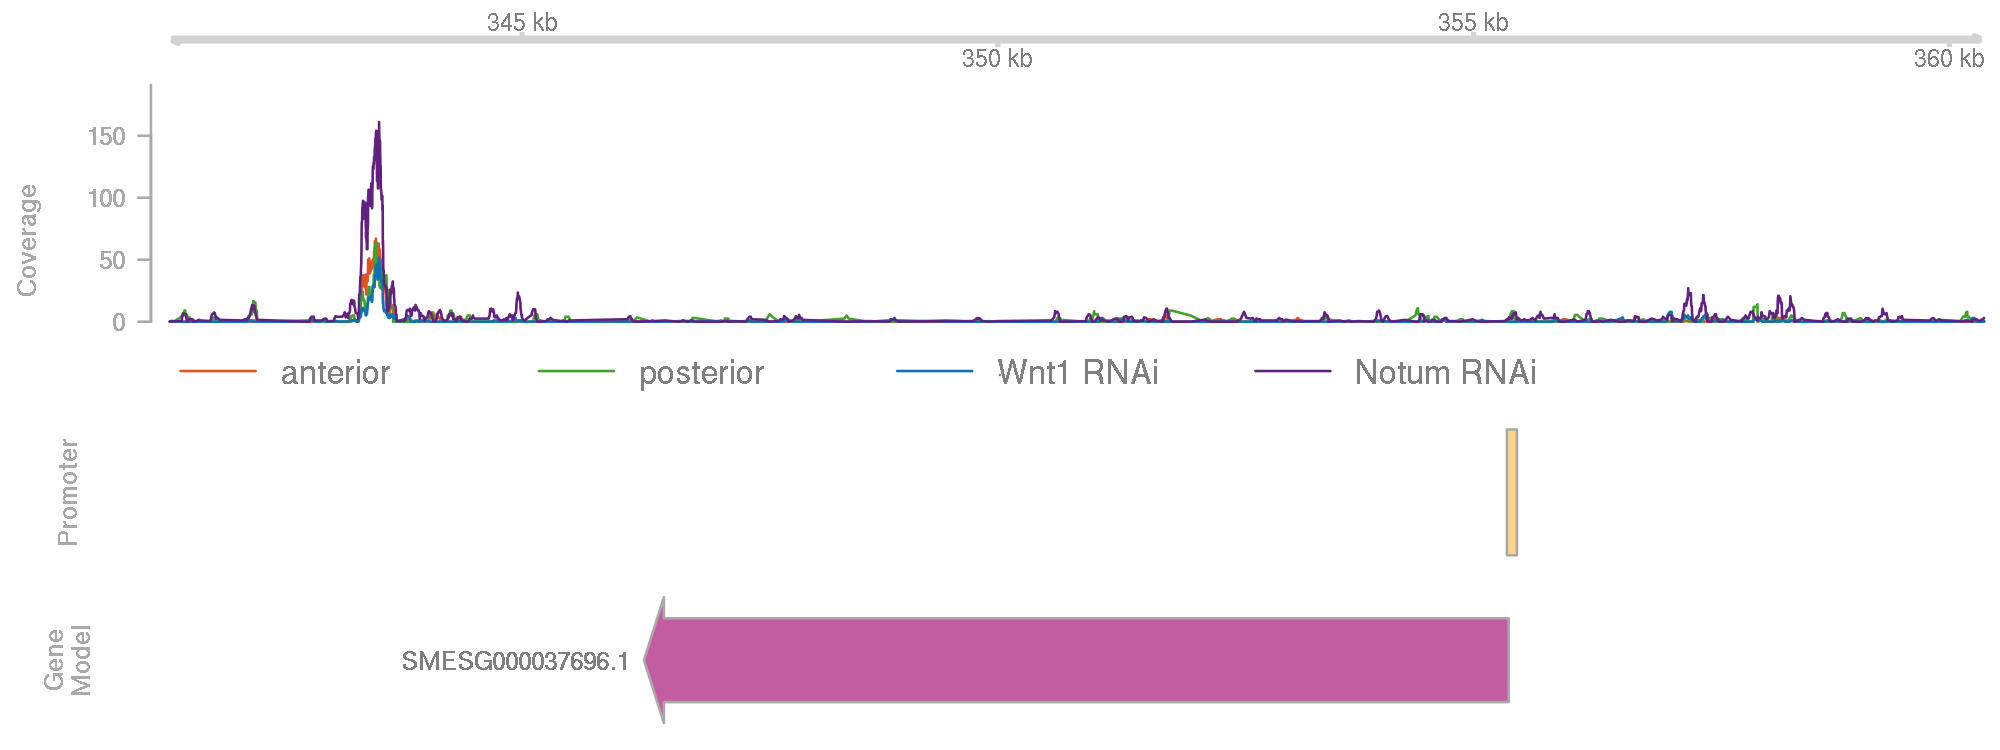 345 kb
355 kb
350 kb
360 kb
Coverage
150
100
50
0
anterior
posterior
Wnt1 RNAi
Notum RNAi
Promoter
Gene
Model
SMESG000037696.1